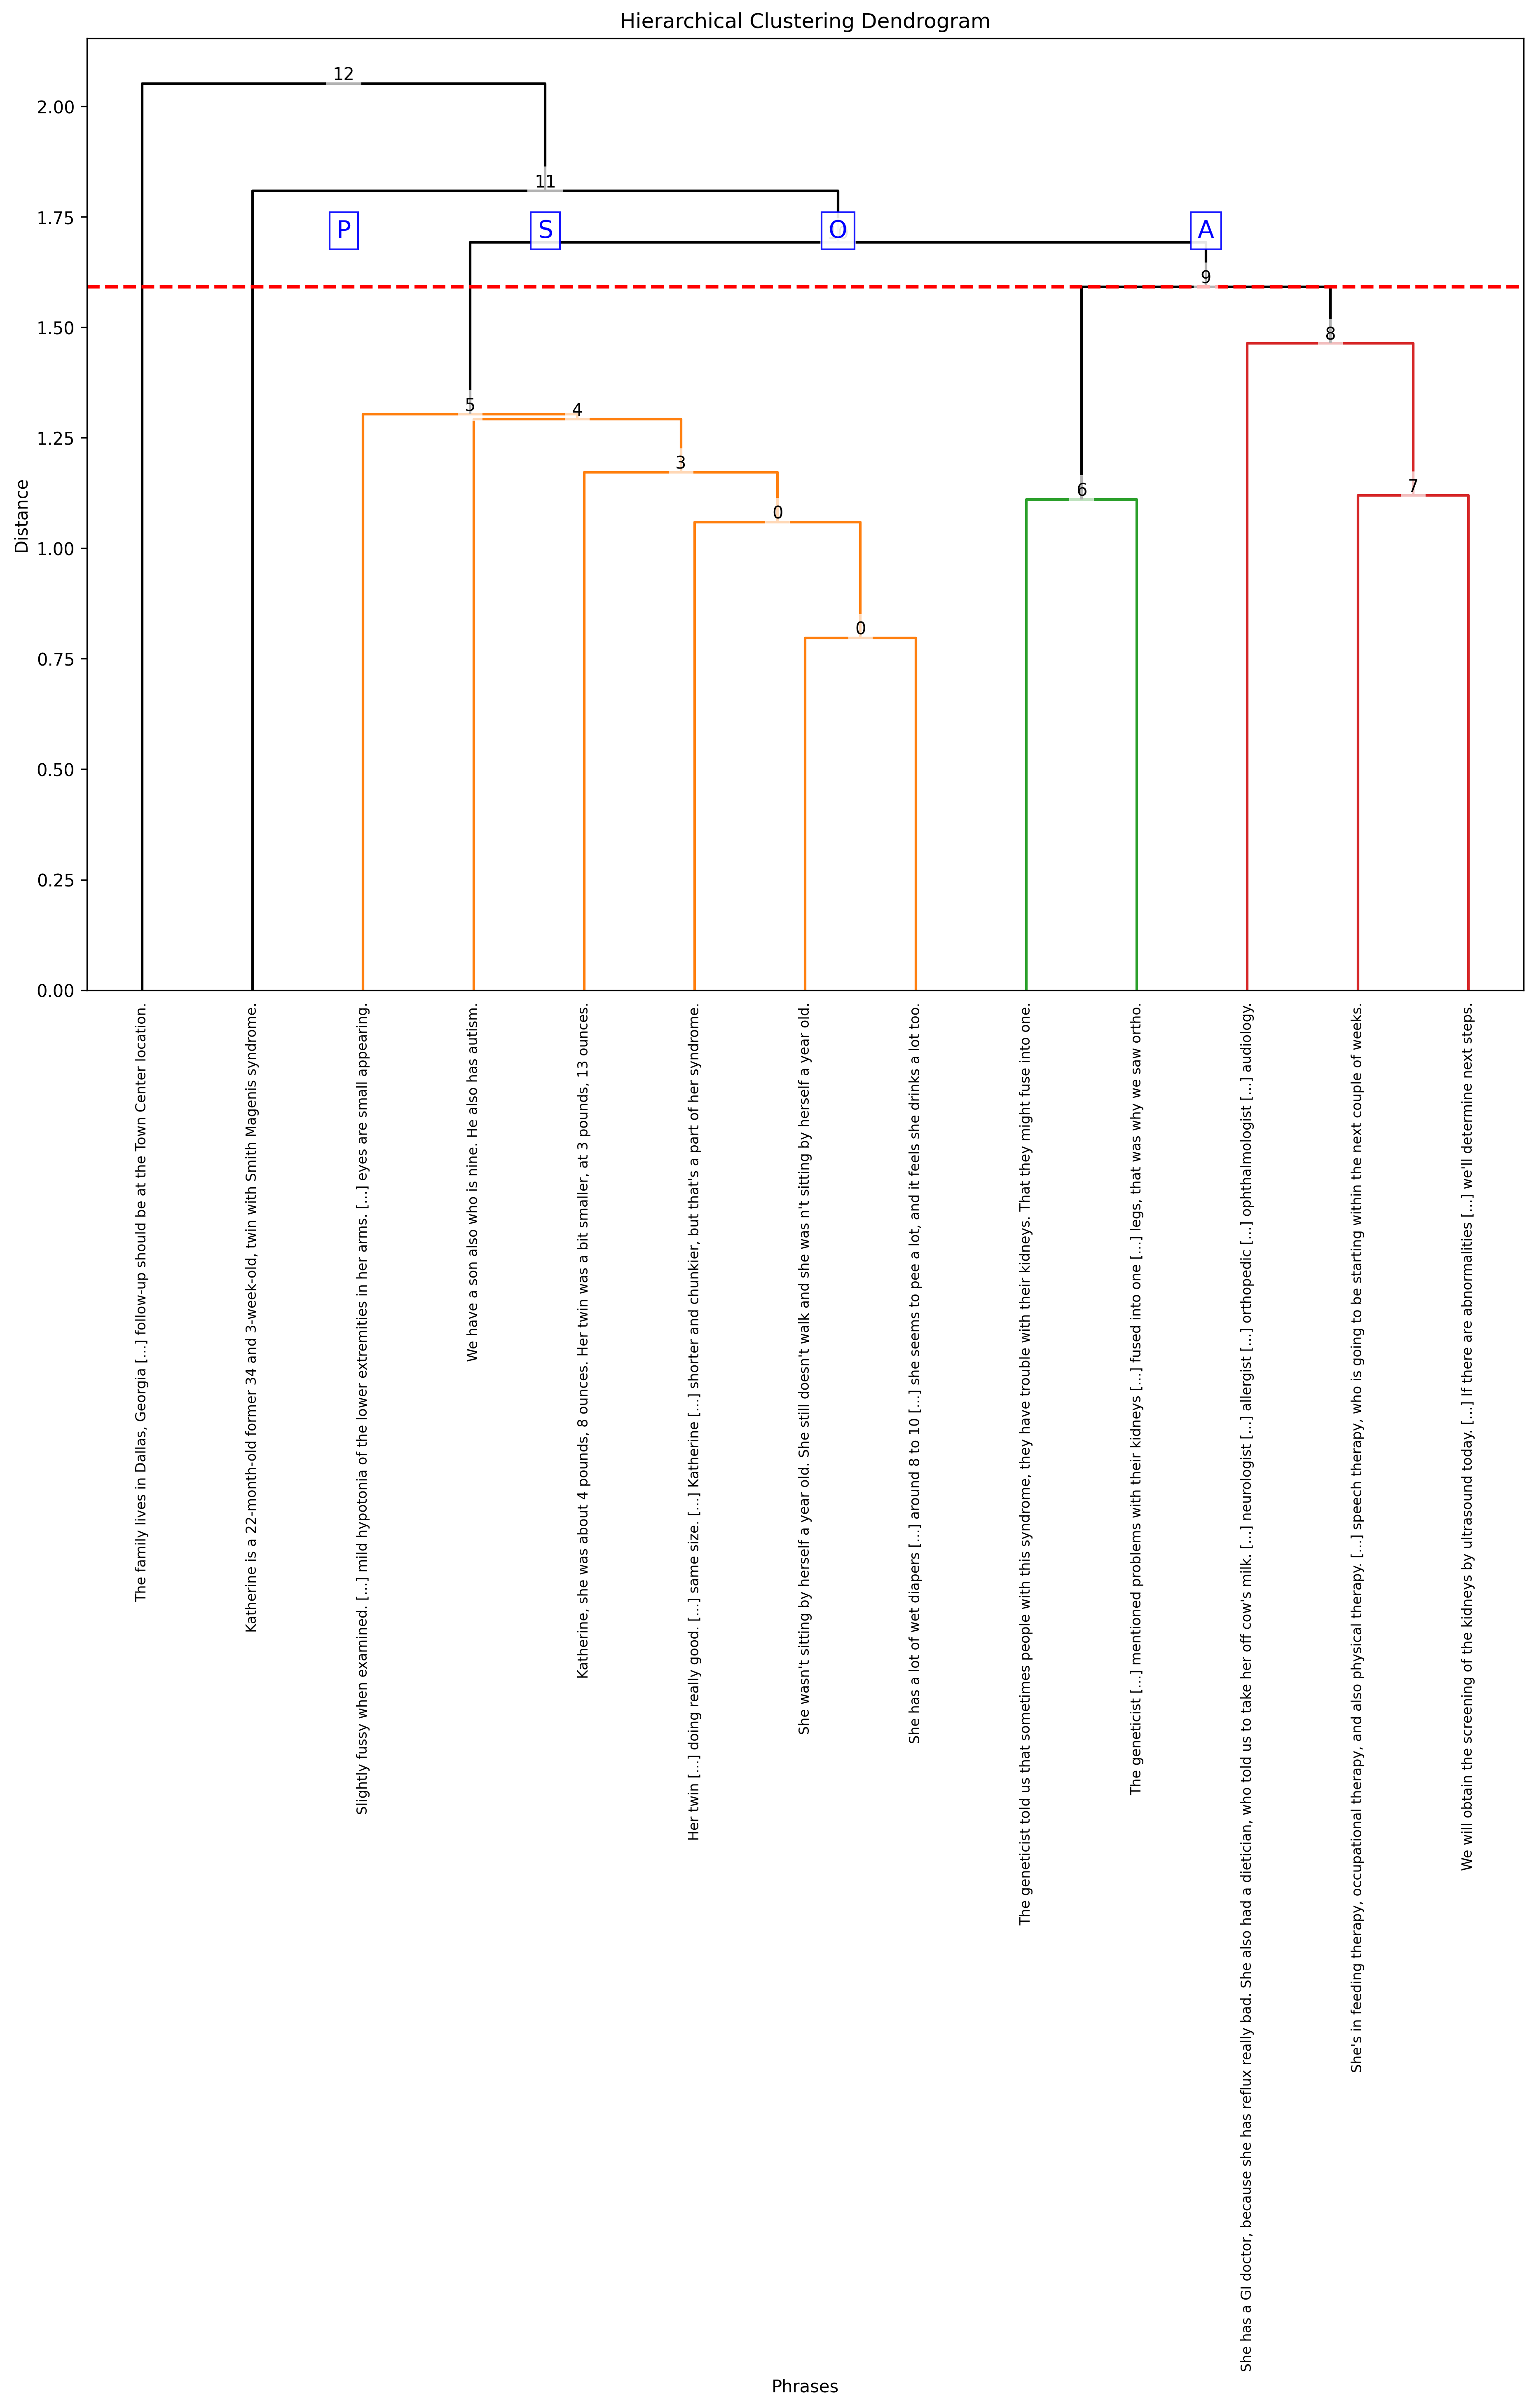 Hierarchical Clustering Dendrogram
12
2.00
11
1.75
P
S
O
A
9
1.50
8
5
4
1.25
3
7
6
0
Distance
1.00
0
0.75
0.50
0.25
0.00
The family lives in Dallas, Georgia [...] follow-up should be at the Town Center location.
Katherine is a 22-month-old former 34 and 3-week-old, twin with Smith Magenis syndrome.
Slightly fussy when examined. [...] mild hypotonia of the lower extremities in her arms. [...] eyes are small appearing.
We have a son also who is nine. He also has autism.
Katherine, she was about 4 pounds, 8 ounces. Her twin was a bit smaller, at 3 pounds, 13 ounces.
Her twin [...] doing really good. [...] same size. [...] Katherine [...] shorter and chunkier, but that's a part of her syndrome.
She wasn't sitting by herself a year old. She still doesn't walk and she was n't sitting by herself a year old.
She has a lot of wet diapers [...] around 8 to 10 [...] she seems to pee a lot, and it feels she drinks a lot too.
The geneticist told us that sometimes people with this syndrome, they have trouble with their kidneys. That they might fuse into one.
The geneticist [...] mentioned problems with their kidneys [...] fused into one [...] legs, that was why we saw ortho.
She has a GI doctor, because she has reflux really bad. She also had a dietician, who told us to take her off cow's milk. [...] neurologist [...] allergist [...] orthopedic [...] ophthalmologist [...] audiology.
She's in feeding therapy, occupational therapy, and also physical therapy. [...] speech therapy, who is going to be starting within the next couple of weeks.
We will obtain the screening of the kidneys by ultrasound today. [...] If there are abnormalities [...] we'll determine next steps.
Phrases